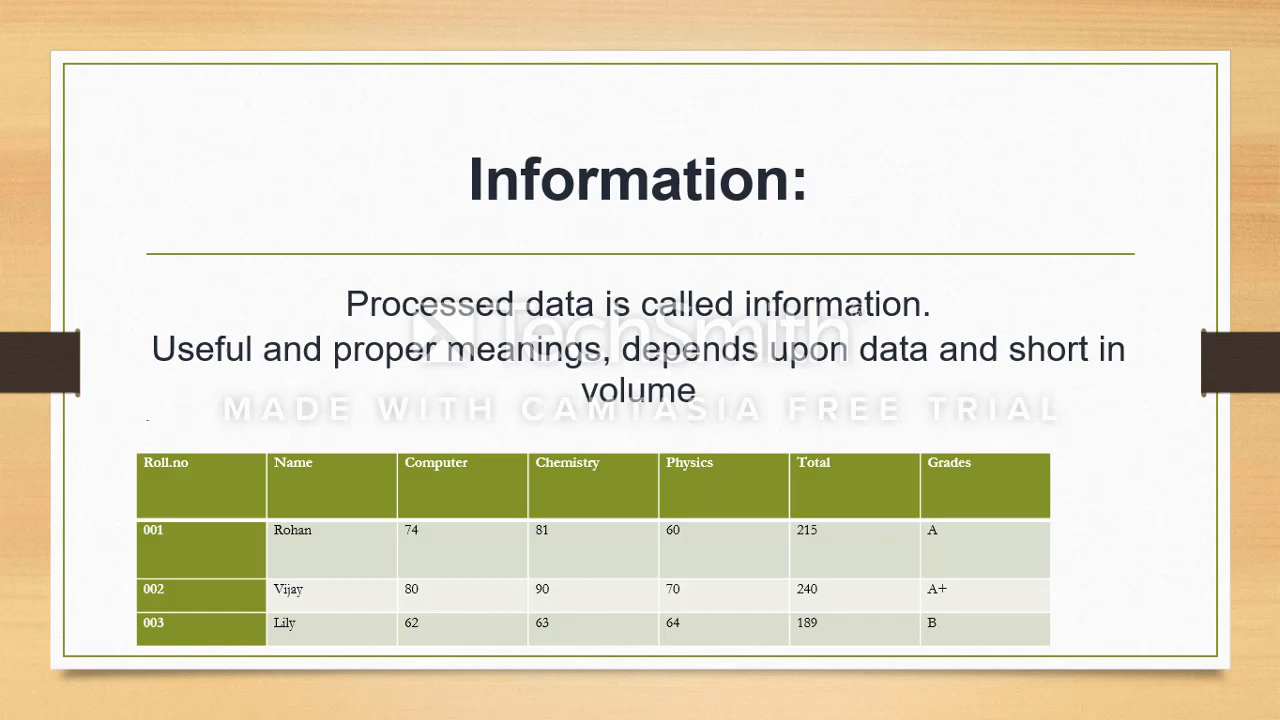 Information:
Processed data is called information.
TechSmith
Useful and proper meanings, depends upon data and short in
volume
MADE WITH CAMTASIA FREE TRIAL
.
Roll.no Name Computer Chemistry Physics Total Grades
001 Rohan 74 81 60 215 A
002 Vijay 80 90 70 240 A+
003 Lily 62 63 64 189 B